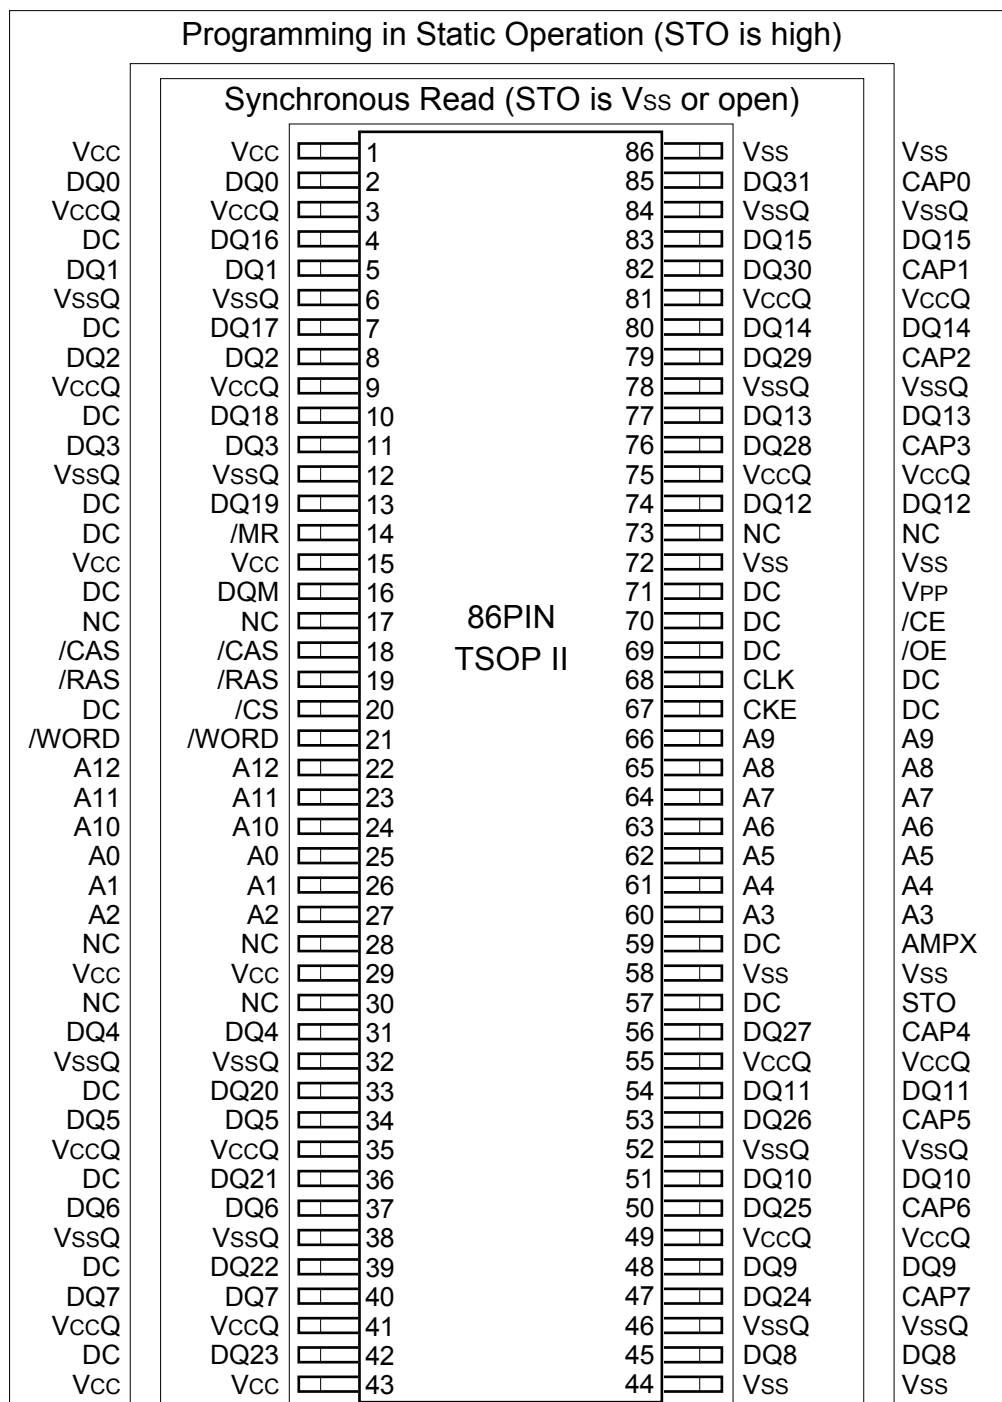 Programming in Static Operation (STO is high)
Synchronous Read (STO is Vss or open)
Vcc Vcc 1 86 Vss Vss
DQ0 DQ0 2 85 DQ31 CAP0
VccQ VccQ 3 84 VssQ VssQ
DC DQ16 4 83 DQ15 DQ15
DQ1 DQ1 5 82 DQ30 CAP1
VssQ VssQ 6 81 VccQ VccQ
DC DQ17 7 80 DQ14 DQ14
DQ2 DQ2 8 79 DQ29 CAP2
VccQ VccQ 9 78 VssQ VssQ
DC DQ18 10 77 DQ13 DQ13
DQ3 DQ3 11 76 DQ28 CAP3
VssQ VssQ 12 75 VccQ VccQ
DC DQ19 13 74 DQ12 DQ12
DC /MR 14 73 NC NC
Vcc Vcc 15 72 Vss Vss
DC DQM 16 71 DC VPP
NC NC 17 86PIN 70 DC /CE
/CAS /CAS 18 TSOP II 69 DC /OE
/RAS /RAS 19 68 CLK DC
DC /CS 20 67 CKE DC
/WORD /WORD 21 66 A9 A9
A12 A12 22 65 A8 A8
A11 A11 23 64 A7 A7
A10 A10 24 63 A6 A6
A0 A0 25 62 A5 A5
A1 A1 26 61 A4 A4
A2 A2 27 60 A3 A3
NC NC 28 59 DC AMPX
Vcc Vcc 29 58 Vss Vss
NC NC 30 57 DC STO
DQ4 DQ4 31 56 DQ27 CAP4
VssQ VssQ 32 55 VccQ VccQ
DC DQ20 33 54 DQ11 DQ11
DQ5 DQ5 34 53 DQ26 CAP5
VccQ VccQ 35 52 VssQ VssQ
DC DQ21 36 51 DQ10 DQ10
DQ6 DQ6 37 50 DQ25 CAP6
VssQ VssQ 38 49 VccQ VccQ
DC DQ22 39 48 DQ9 DQ9
DQ7 DQ7 40 47 DQ24 CAP7
VccQ VccQ 41 46 VssQ VssQ
DC DQ23 42 45 DQ8 DQ8
Vcc Vcc 43 44 Vss Vss